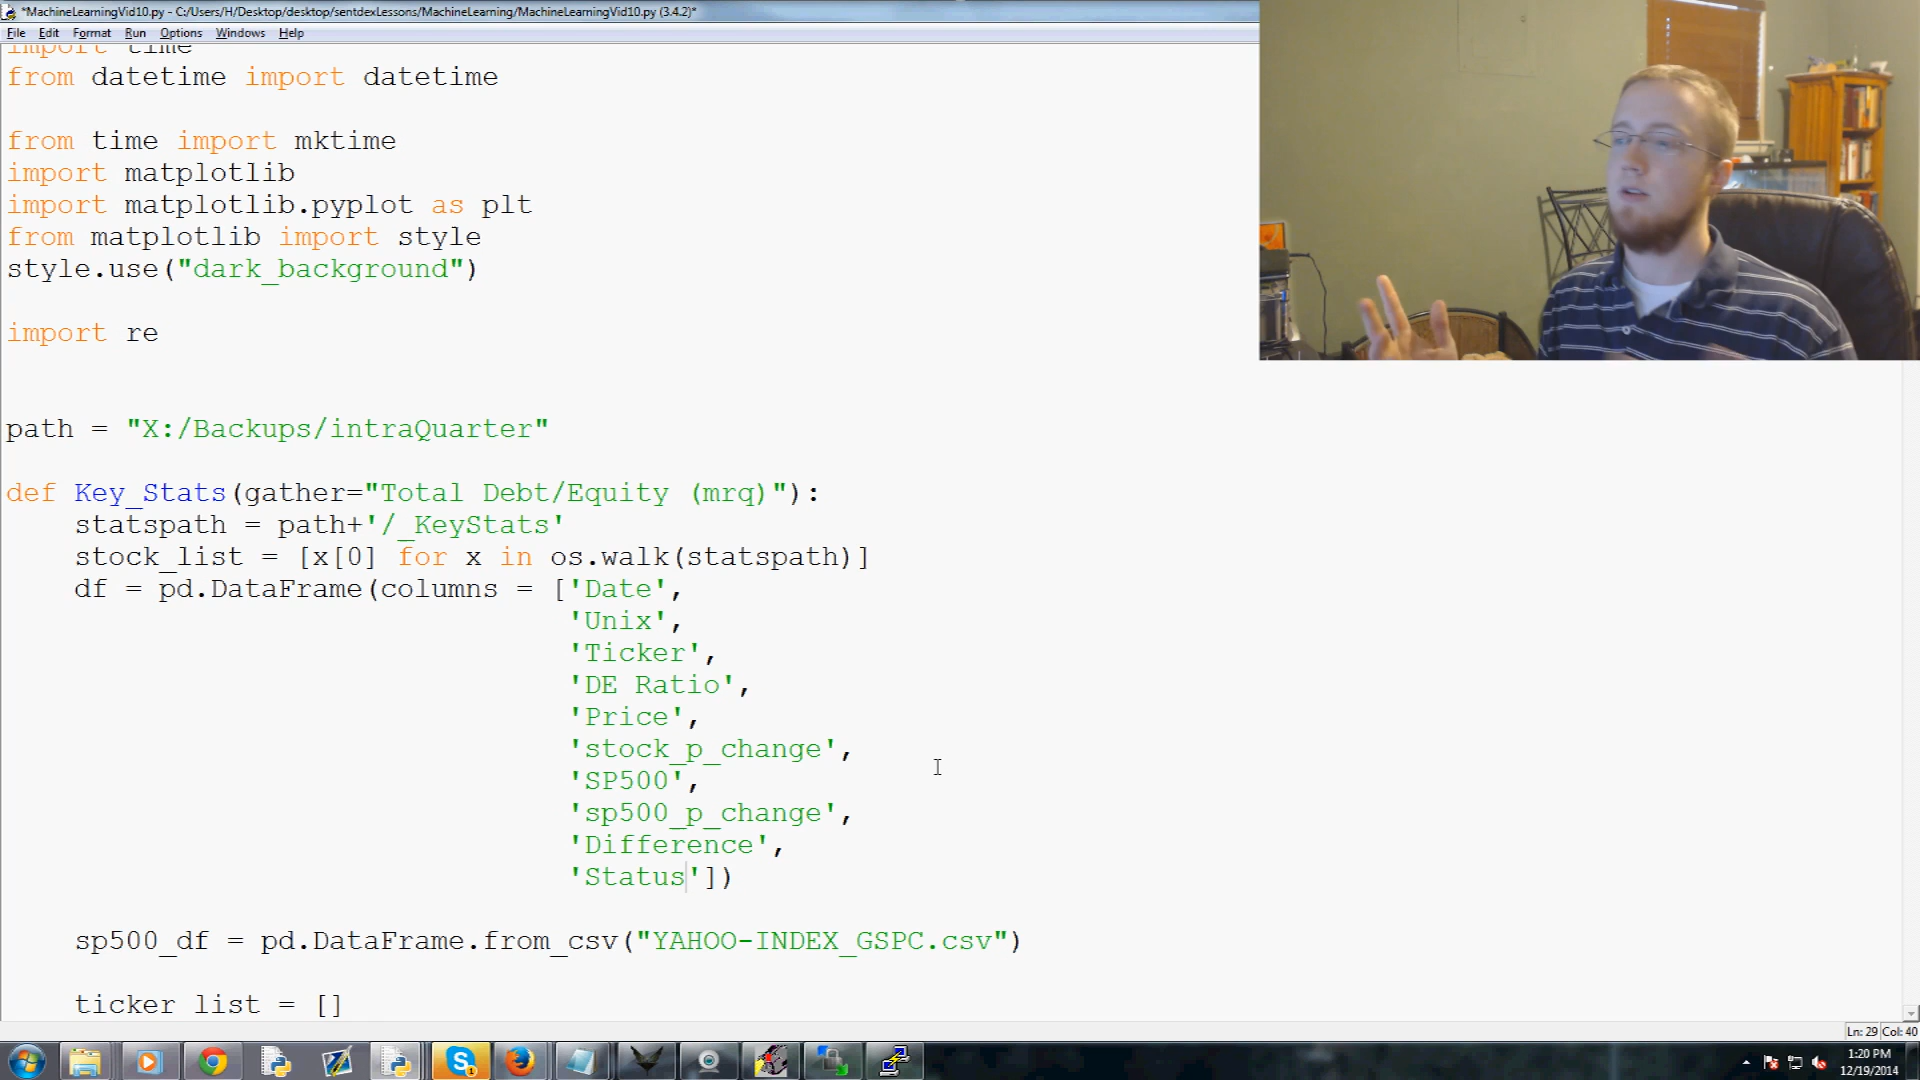 *MachineLearningVid10.py - C:/Users/H/Desktop/desktop/sentdexLessons/MachineLearning/MachineLearningVid10.py (3.4.2)*
File Edit Format Run Options Windows Help
import time
from datetime import datetime
from time import mktime
import matplotlib
import matplotlib.pyplot as plt
from matplotlib import style
style.use("dark_background")
import re
path = "X:/Backups/intraQuarter"
def Key_Stats(gather="Total Debt/Equity (mrq)"):
statspath = path+'/_KeyStats'
stock_list = [x[0] for x in os.walk(statspath)]
df = pd.DataFrame(columns = ['Date',
'Unix',
'Ticker',
'DE Ratio',
'Price',
'stock_p_change',
'SP500',
'sp500_p_change',
'Difference',
'Status'])
sp500_df = pd.DataFrame.from_csv("YAHOO-INDEX_GSPC.csv")
ticker_list = []
Ln: 29 Col: 40
1:20 PM
12/19/2014